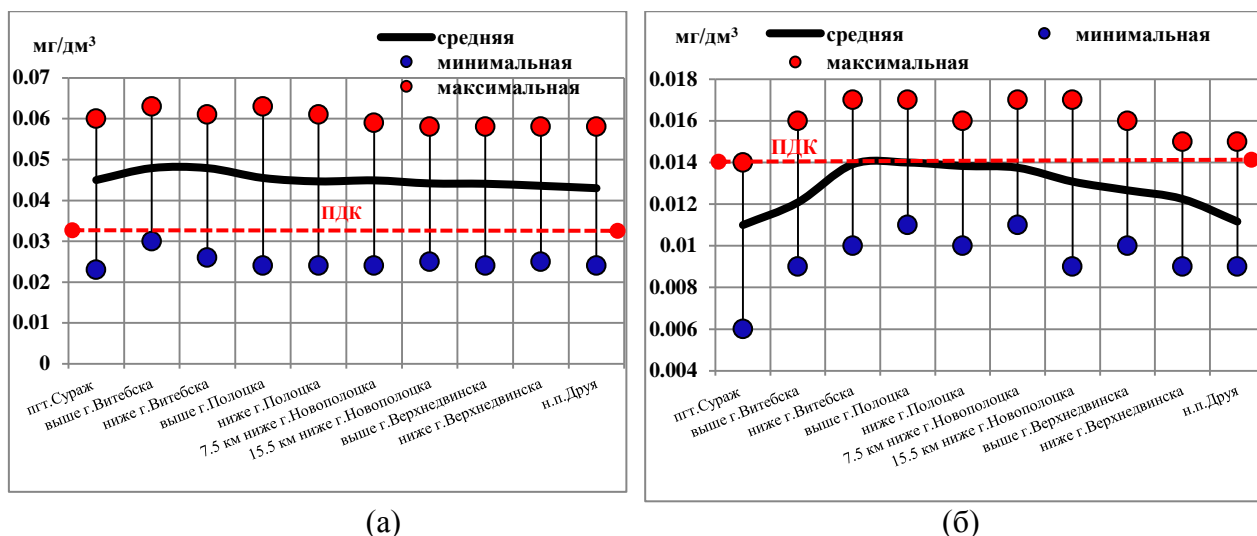 мг/дм³
средняя
минимальная
максимальная
0.07
0.06
0.05
0.04
0.03
0.02
0.01
0
ПДК
пгт.Сураж
выше г.Витебска
ниже г.Витебска
выше г.Полоцка
ниже г.Полоцка
7.5 км ниже г.Новополоцка
15.5 км ниже г.Новополоцка
выше г.Верхнедвинска
ниже г.Верхнедвинска
н.п.Друя
(а)
мг/дм³
средняя
минимальная
максимальная
0.018
0.016
0.014
0.012
0.01
0.008
0.006
0.004
ПДК
пгт.Сураж
выше г.Витебска
ниже г.Витебска
выше г.Полоцка
ниже г.Полоцка
7.5 км ниже г.Новополоцка
15.5 км ниже г.Новополоцка
выше г.Верхнедвинска
ниже г.Верхнедвинска
н.п.Друя
(б)